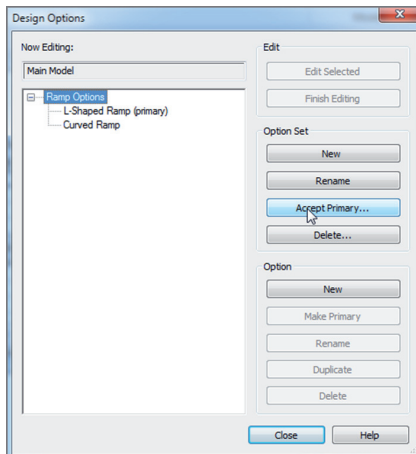 Design Options
Now Editing:
Main Model
Ramp Options
L-Shaped Ramp (primary)
Curved Ramp
Edit
Edit Selected
Finish Editing
Option Set
New
Rename
Accept Primary...
Delete...
Option
New
Make Primary
Rename
Duplicate
Delete
Close
Help